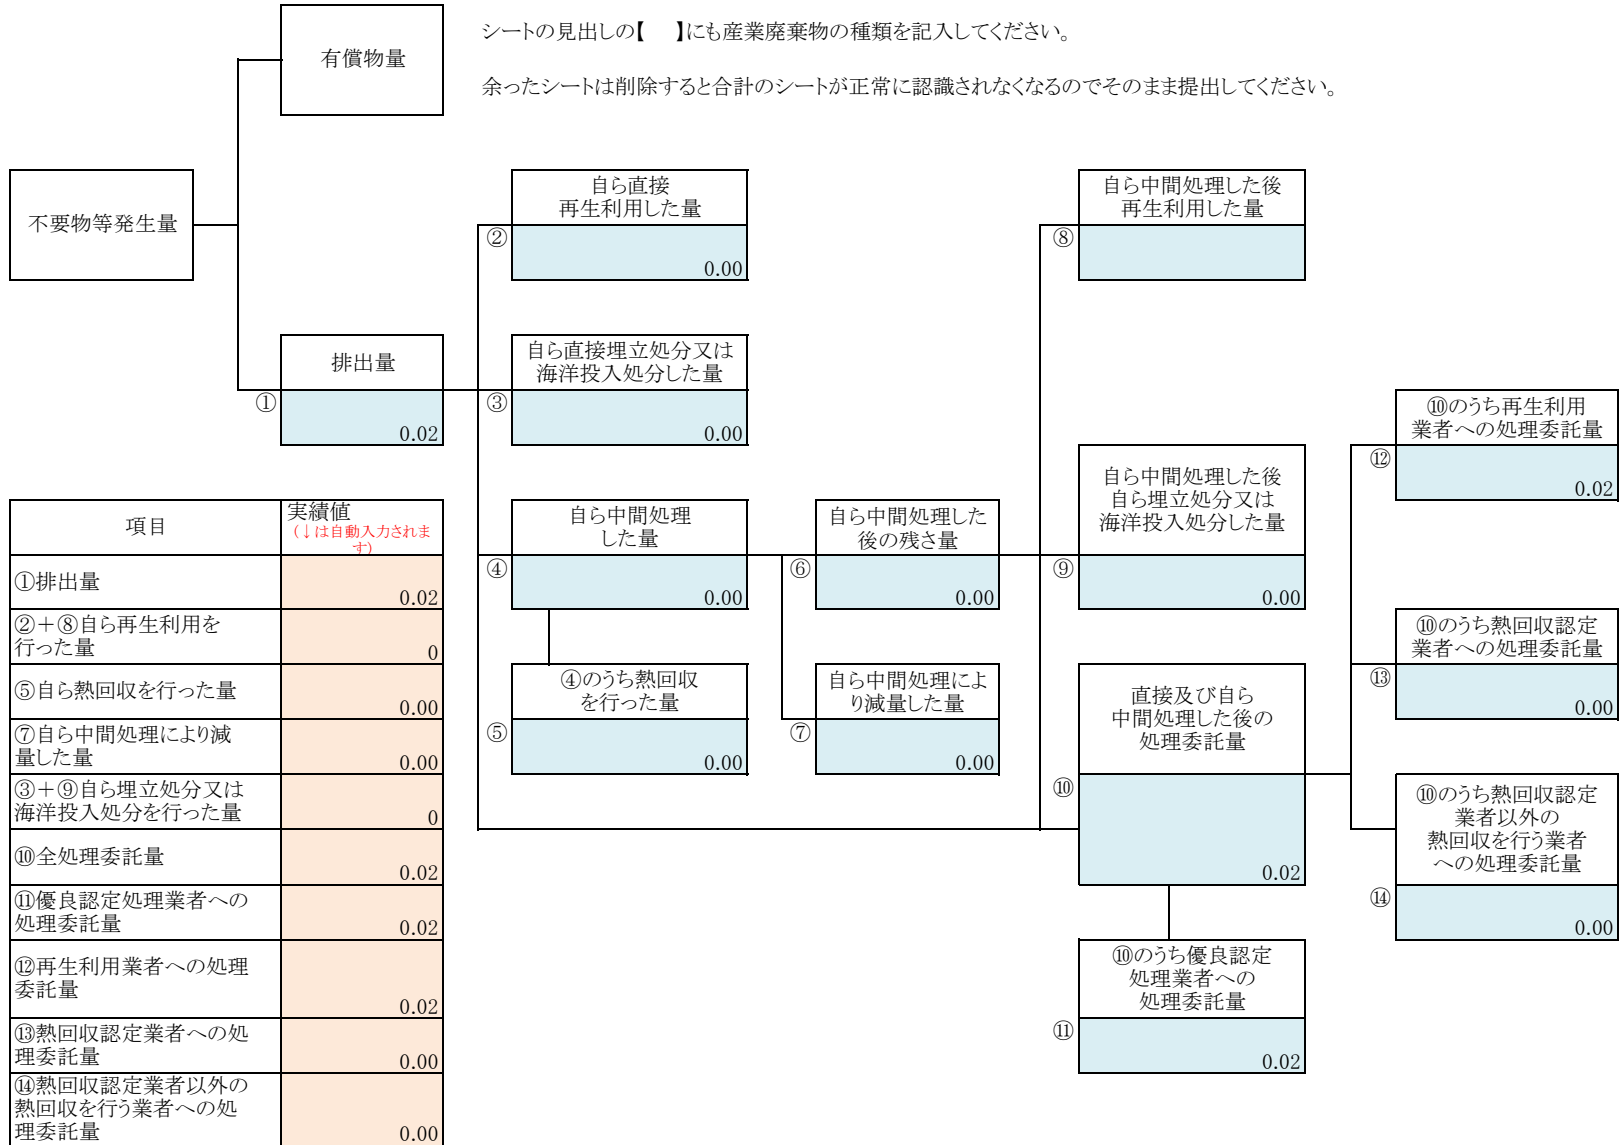 シートの見出しの【　】にも産業廃棄物の種類を記入してください。
余ったシートは削除すると合計のシートが正常に認識されなくなるのでそのまま提出してください。
有償物量
不要物等発生量
自ら直接
再生利用した量
②
0.00
自ら中間処理した後
再生利用した量
⑧
排出量
①
0.02
自ら直接埋立処分又は
海洋投入処分した量
③
0.00
⑩のうち再生利用
業者への処理委託量
⑫
0.02
自ら中間処理
した量
④
0.00
自ら中間処理した
後の残さ量
⑥
0.00
自ら中間処理した後
自ら埋立処分又は
海洋投入処分した量
⑨
0.00
⑩のうち熱回収認定
業者への処理委託量
⑬
0.00
④のうち熱回収
を行った量
⑤
0.00
自ら中間処理によ
り減量した量
⑦
0.00
直接及び自ら
中間処理した後の
処理委託量
⑩
0.02
⑩のうち熱回収認定
業者以外の
熱回収を行う業者
への処理委託量
⑭
0.00
⑩のうち優良認定
処理業者への
処理委託量
⑪
0.02
項目
実績値
(↓は自動入力されま
す)
①排出量
0.02
②＋⑧自ら再生利用を
行った量
0
⑤自ら熱回収を行った量
0.00
⑦自ら中間処理により減
量した量
0.00
③＋⑨自ら埋立処分又は
海洋投入処分を行った量
0
⑩全処理委託量
0.02
⑪優良認定処理業者への
処理委託量
0.02
⑫再生利用業者への処理
委託量
0.02
⑬熱回収認定業者への処
理委託量
0.00
⑭熱回収認定業者以外の
熱回収を行う業者への処
理委託量
0.00